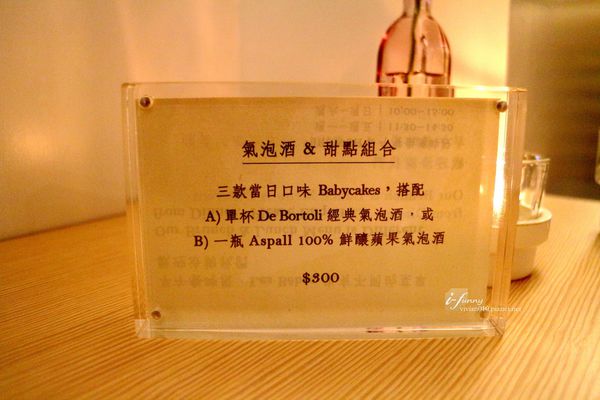 氣泡酒 & 甜點組合
三款當日口味 Babycakes，搭配
A) 單杯 De Bortoli 經典氣泡酒，或
B) 一瓶 Aspall 100% 鮮釀蘋果氣泡酒
$300
i-funny